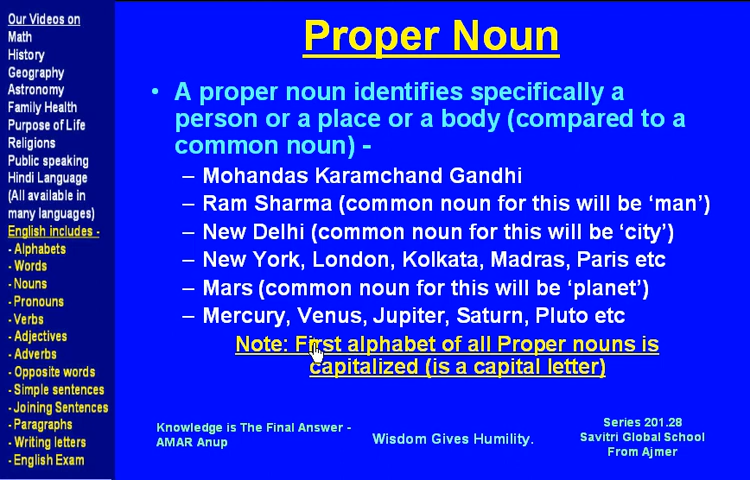 Our Videos on
Math
History
Geography
Astronomy
Family Health
Purpose of Life
Religions
Public speaking
Hindi Language
(All available in
many languages)
English includes -
- Alphabets
- Words
- Nouns
- Pronouns
- Verbs
- Adjectives
- Adverbs
- Opposite words
- Simple sentences
- Joining Sentences
- Paragraphs
- Writing letters
- English Exam
Proper Noun
• A proper noun identifies specifically a
person or a place or a body (compared to a
common noun) -
– Mohandas Karamchand Gandhi
– Ram Sharma (common noun for this will be ‘man’)
– New Delhi (common noun for this will be ‘city’)
– New York, London, Kolkata, Madras, Paris etc
– Mars (common noun for this will be ‘planet’)
– Mercury, Venus, Jupiter, Saturn, Pluto etc
Note: First alphabet of all Proper nouns is
capitalized (is a capital letter)
Knowledge is The Final Answer -
AMAR Anup
Wisdom Gives Humility.
Series 201.28
Savitri Global School
From Ajmer